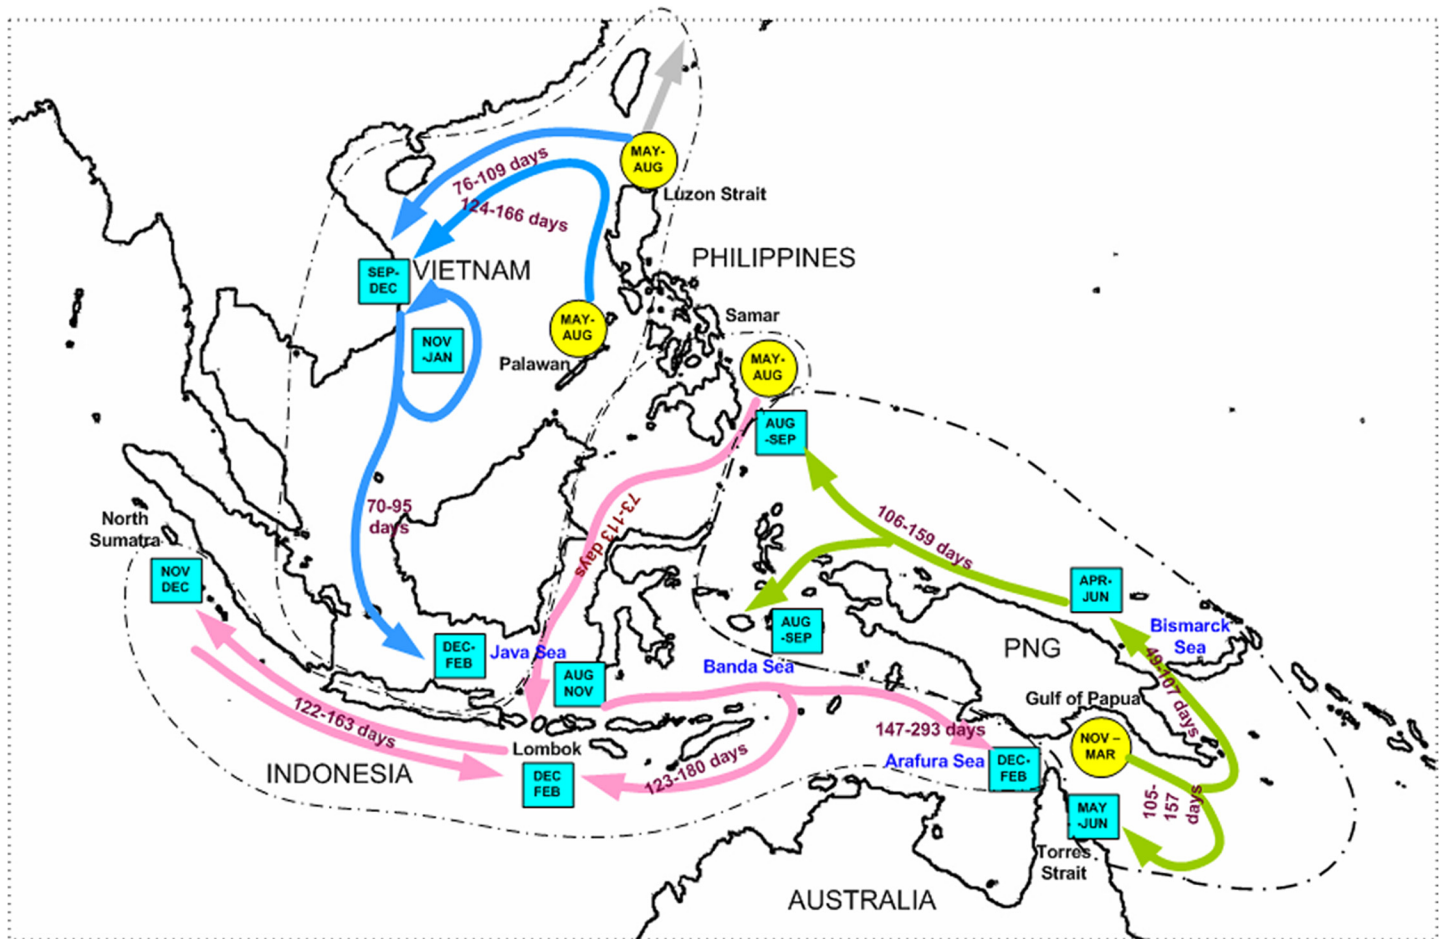 MAY-
AUG
76-109 days
Luzon Strait
124-166 days
PHILIPPINES
SEP-
DEC
VIETNAM
MAY-
AUG
Samar
NOV
-JAN
Palawan
MAY-
AUG
AUG
-SEP
70-95
days
73-113 days
106-159 days
North
Sumatra
NOV
DEC
APR-
JUN
AUG
-SEP
Bismarck
Sea
PNG
DEC-
FEB
Java Sea
AUG
NOV
Banda Sea
49-107 days
Gulf of Papua
122-163 days
147-293 days
NOV –
MAR
Lombok
INDONESIA
DEC
FEB
123-180 days
Arafura Sea
DEC-
FEB
105-
157
days
MAY
-JUN
Torres
Strait
AUSTRALIA